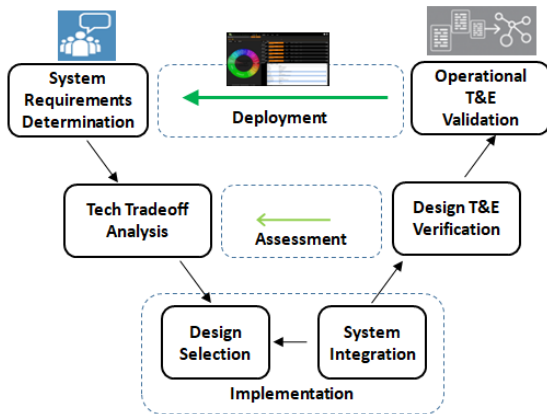 System
Requirements
Determination
Deployment
Operational
T&E
Validation
Tech Tradeoff
Analysis
Assessment
Design T&E
Verification
Design
Selection
System
Integration
Implementation